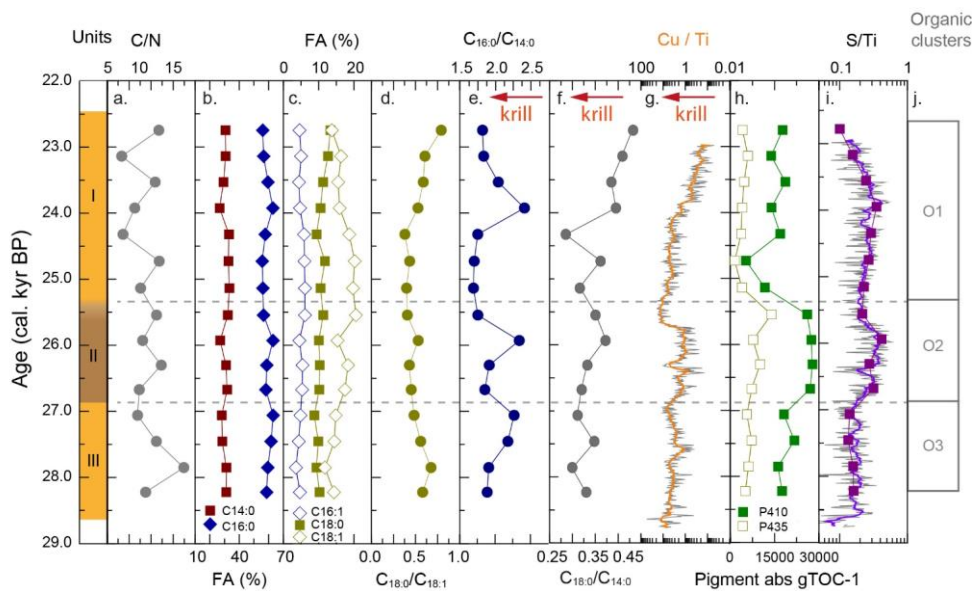 Units C/N FA (%) C16:0/C14:0 Cu / Ti S/Ti Organic clusters
5 10 15 0 5 10 15 20 1.5 2.0 2.5 100 1 0.01 0.1 1
22.0 a. b. c. d. e. f. g. h. i. j.
krill krill krill
23.0
I O1
24.0
25.0
Age (cal. kyr BP)
II O2
26.0
27.0
III O3
28.0
C14:0 C16:1 P410
C16:0 C18:0 P435
C18:1
29.0
10 40 70 0.0 0.5 1.0 0.25 0.35 0.45 0 15000 30000
FA (%) C18:0/C18:1 C18:0/C14:0 Pigment abs gTOC-1